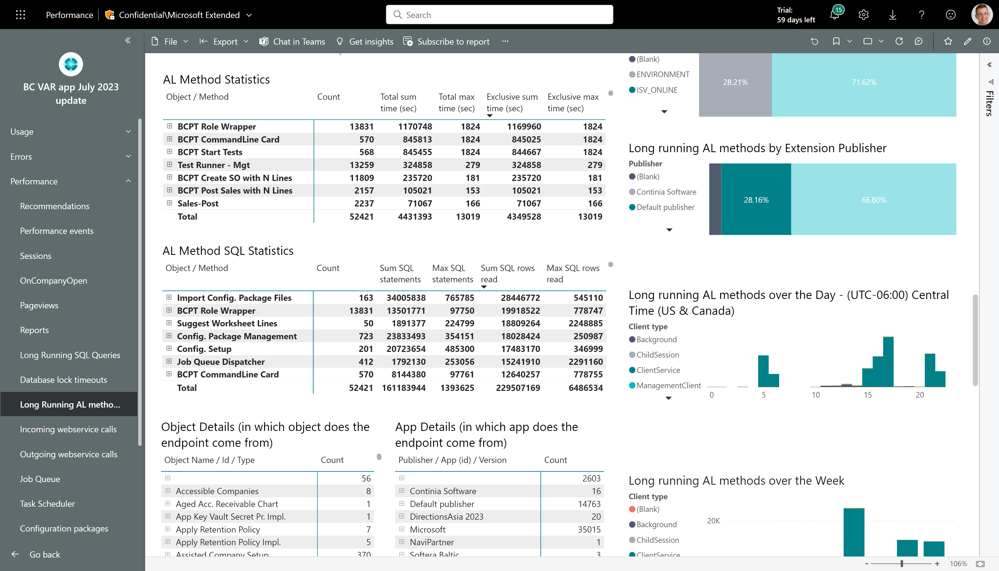 Performance
Confidential\Microsoft Extended
Search
Trial:
59 days left
15
File
Export
Chat in Teams
Get insights
Subscribe to report
BC VAR app July 2023
update
Usage
Errors
Performance
Recommendations
Performance events
Sessions
OnCompanyOpen
Pageviews
Reports
Long Running SQL Queries
Database lock timeouts
Long Running AL metho...
Incoming webservice calls
Outgoing webservice calls
Job Queue
Task Scheduler
Configuration packages
Go back
AL Method Statistics
Object / Method Count Total sum time (sec) Total max time (sec) Exclusive sum time (sec) Exclusive max time (sec)
BCPT Role Wrapper 13831 1170748 1824 1169960 1824
BCPT CommandLine Card 570 845813 1824 845025 1824
BCPT Start Tests 568 845455 1824 844667 1824
Test Runner - Mgt 13259 324858 279 324858 279
BCPT Create SO with N Lines 11809 235720 181 235720 181
BCPT Post Sales with N Lines 2157 105021 153 105021 153
Sales-Post 2237 71067 166 71067 166
Total 52421 4431393 13019 4349528 13019
AL Method SQL Statistics
Object / Method Count Sum SQL statements Max SQL statements Sum SQL rows read Max SQL rows read
Import Config. Package Files 163 34005838 765785 28446772 545110
BCPT Role Wrapper 13831 13501771 97750 19918522 778747
Suggest Worksheet Lines 50 1891377 224799 18809264 2248885
Config. Package Management 723 23833493 354151 18028424 250987
Config. Setup 201 20723654 485300 17483170 346999
Job Queue Dispatcher 412 1792130 253056 15241910 2291160
BCPT CommandLine Card 570 8144380 97761 12640257 778755
Total 52421 161183944 1393625 229507169 6486534
Object Details (in which object does the
endpoint come from)
Object Name / Id / Type Count
56
Accessible Companies 8
Aged Acc. Receivable Chart 1
App Key Vault Secret Pr. Impl. 1
Apply Retention Policy 7
Apply Retention Policy Impl. 5
Assisted Company Setup 370
App Details (in which app does the
endpoint come from)
Publisher / App (id) / Version Count
2603
Continia Software 16
Default publisher 14763
DirectionsAsia 2023 20
Microsoft 35015
NaviPartner 1
Softera Baltic 3
(Blank)
ENVIRONMENT
ISV_ONLINE
28.21% 71.62%
Long running AL methods by Extension Publisher
Publisher
(Blank)
Continia Software
Default publisher
28.16% 66.80%
Long running AL methods over the Day - (UTC-06:00) Central
Time (US & Canada)
Client type
Background
ChildSession
ClientService
ManagementClient
0 5 10 15 20
Long running AL methods over the Week
Client type
(Blank)
Background
ChildSession
ClientService
20K
Filters
- + 106%